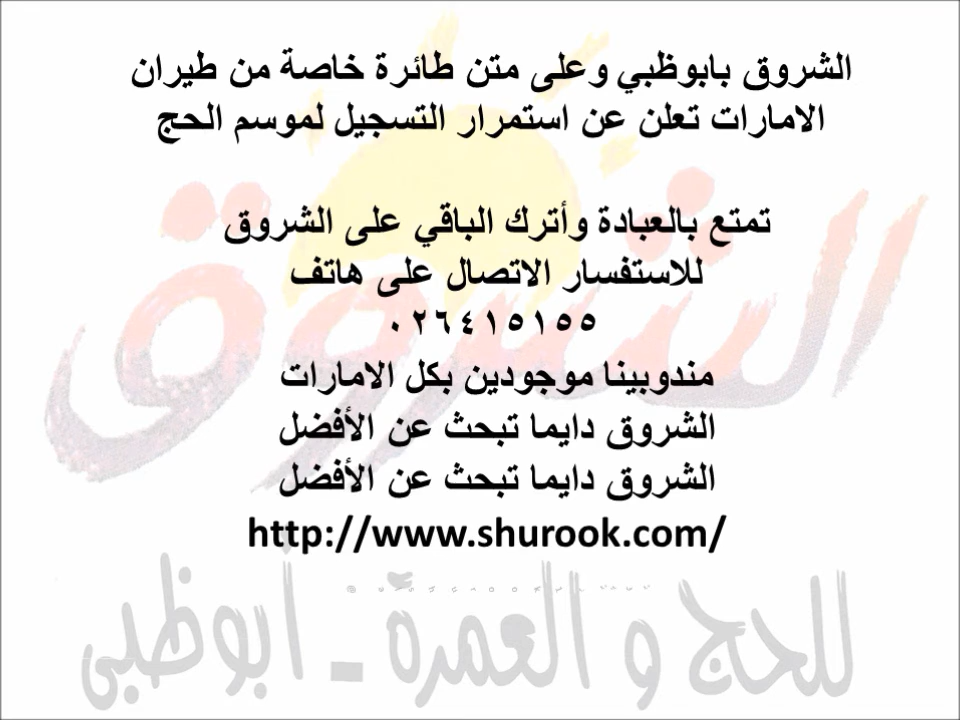 الشروق بابوظبي وعلى متن طائرة خاصة من طيران
الامارات تعلن عن استمرار التسجيل لموسم الحج
تمتع بالعبادة وأترك الباقي على الشروق
للاستفسار الاتصال على هاتف
٠٢٦٤١٥١٥٥
مندوبينا موجودين بكل الامارات
الشروق دايما تبحث عن الأفضل
الشروق دايما تبحث عن الأفضل
http://www.shurook.com/
الشروق
للحج و العمرة - أبوظبى